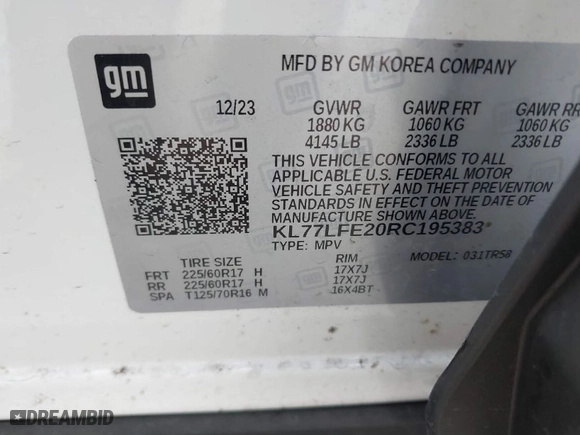 gm
MFD BY GM KOREA COMPANY
12/23 GVWR GAWR FRT GAWR RR
1880 KG 1060 KG 1060 KG
4145 LB 2336 LB 2336 LB
THIS VEHICLE CONFORMS TO ALL
APPLICABLE U.S. FEDERAL MOTOR
VEHICLE SAFETY AND THEFT PREVENTION
STANDARDS IN EFFECT ON THE DATE OF
MANUFACTURE SHOWN ABOVE.
KL77LFE20RC195383*
TYPE: MPV MODEL: 031TR58
TIRE SIZE RIM
FRT 225/60R17 H 17X7J
RR 225/60R17 H 17X7J
SPA T125/70R16 M 16X4BT
DREAMBID